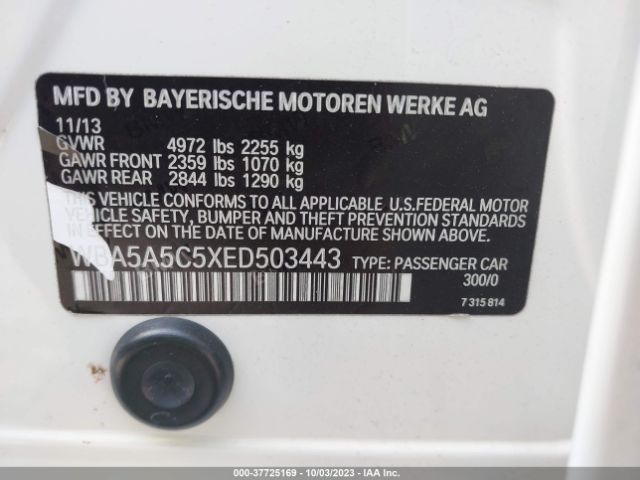 MFD BY BAYERISCHE MOTOREN WERKE AG
11/13
GVWR 4972 lbs 2255 kg
GAWR FRONT 2359 lbs 1070 kg
GAWR REAR 2844 lbs 1290 kg
THIS VEHICLE CONFORMS TO ALL APPLICABLE U.S.FEDERAL MOTOR
VEHICLE SAFETY, BUMPER, AND THEFT PREVENTION STANDARDS
IN EFFECT ON THE DATE OF MANUFACTURE SHOWN ABOVE.
WBA5A5C5XED503443 TYPE: PASSENGER CAR
300/0
7 315 814
000-37725169 - 10/03/2023 - IAA Inc.